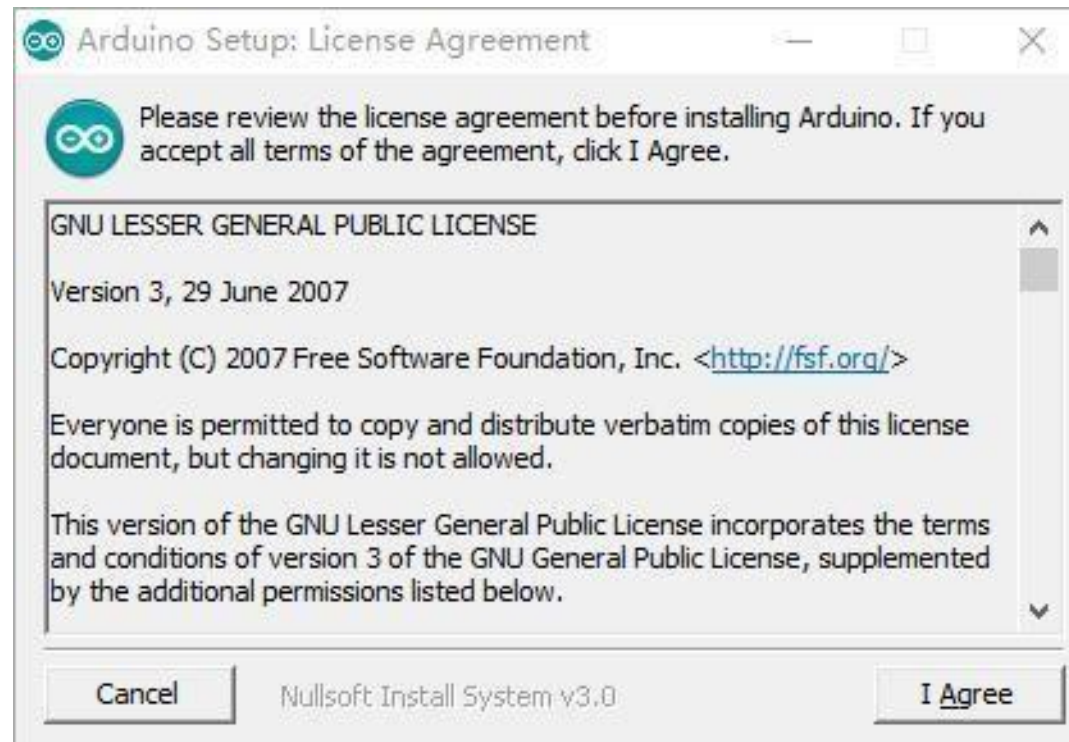 Arduino Setup: License Agreement
Please review the license agreement before installing Arduino. If you
accept all terms of the agreement, click I Agree.
GNU LESSER GENERAL PUBLIC LICENSE
Version 3, 29 June 2007
Copyright (C) 2007 Free Software Foundation, Inc. <http://fsf.org/>
Everyone is permitted to copy and distribute verbatim copies of this license
document, but changing it is not allowed.
This version of the GNU Lesser General Public License incorporates the terms
and conditions of version 3 of the GNU General Public License, supplemented
by the additional permissions listed below.
Cancel
Nullsoft Install System v3.0
I Agree